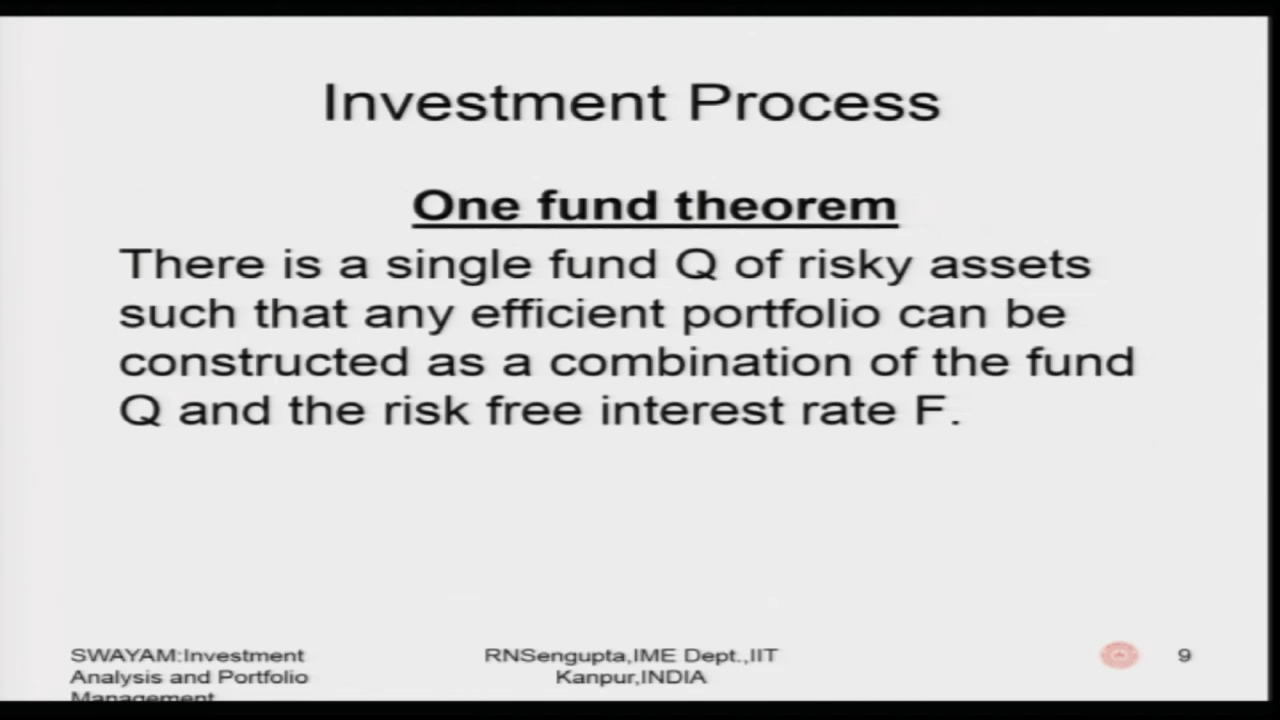 Investment Process
One fund theorem
There is a single fund Q of risky assets
such that any efficient portfolio can be
constructed as a combination of the fund
Q and the risk free interest rate F.
SWAYAM:Investment
Analysis and Portfolio
Management
RNSengupta,IME Dept.,IIT
Kanpur,INDIA
9